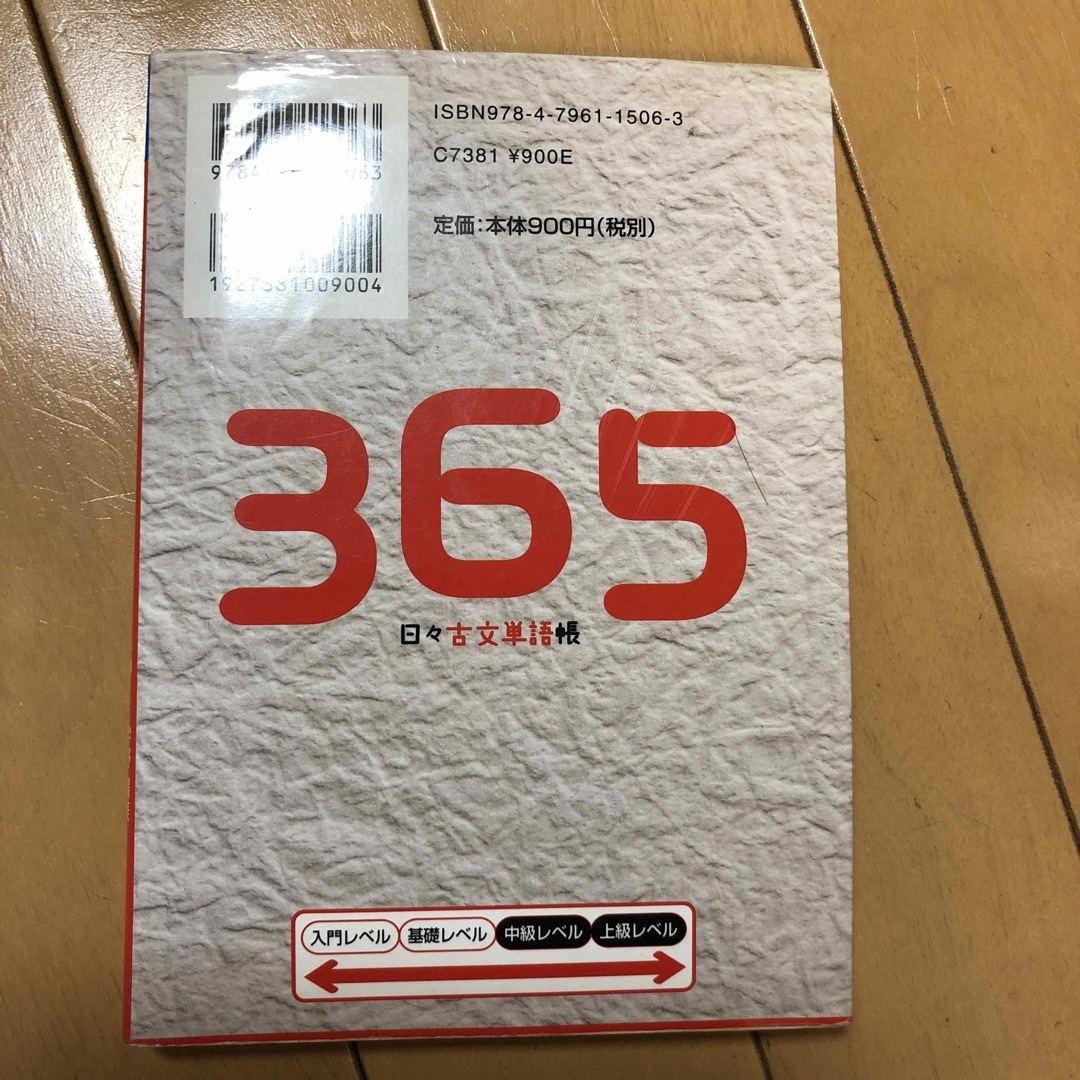 ISBN978-4-7961-1506-3
C7381 ¥900E
定価：本体900円（税別）
365
日々古文単語帳
入門レベル 基礎レベル 中級レベル 上級レベル